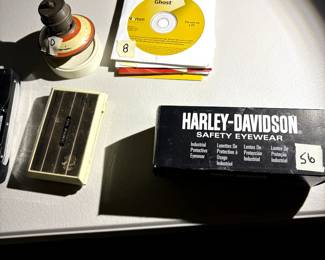 Ghost
8
HARLEY-DAVIDSON
SAFETY EYEWEAR
Industrial Lunettes De Lentes De Lentes De
Protective Protection à Protección Proteção
Eyewear Usage Industrial Industrial
Industrial
56